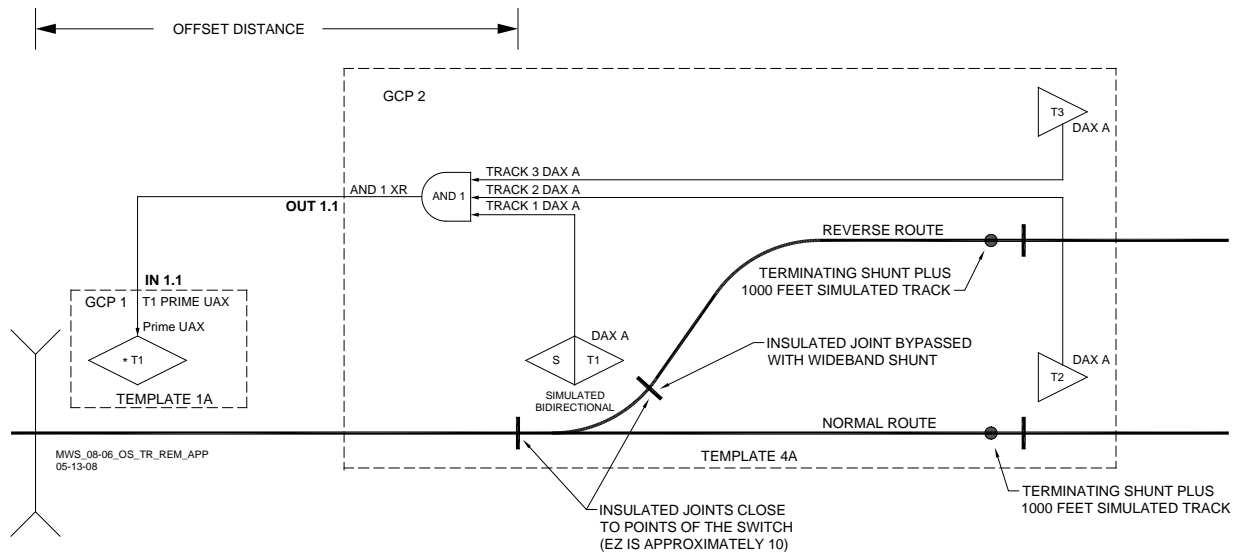 OFFSET DISTANCE
GCP 2
T3
DAX A
TRACK 3 DAX A
AND 1 XR
AND 1
TRACK 2 DAX A
OUT 1.1
TRACK 1 DAX A
REVERSE ROUTE
IN 1.1
TERMINATING SHUNT PLUS
1000 FEET SIMULATED TRACK
GCP 1
T1 PRIME UAX
Prime UAX
* T1
TEMPLATE 1A
DAX A
S
T1
SIMULATED
BIDIRECTIONAL
INSULATED JOINT BYPASSED
WITH WIDEBAND SHUNT
DAX A
T2
NORMAL ROUTE
MWS_08-06_OS_TR_REM_APP
05-13-08
TEMPLATE 4A
INSULATED JOINTS CLOSE
TO POINTS OF THE SWITCH
(EZ IS APPROXIMATELY 10)
TERMINATING SHUNT PLUS
1000 FEET SIMULATED TRACK